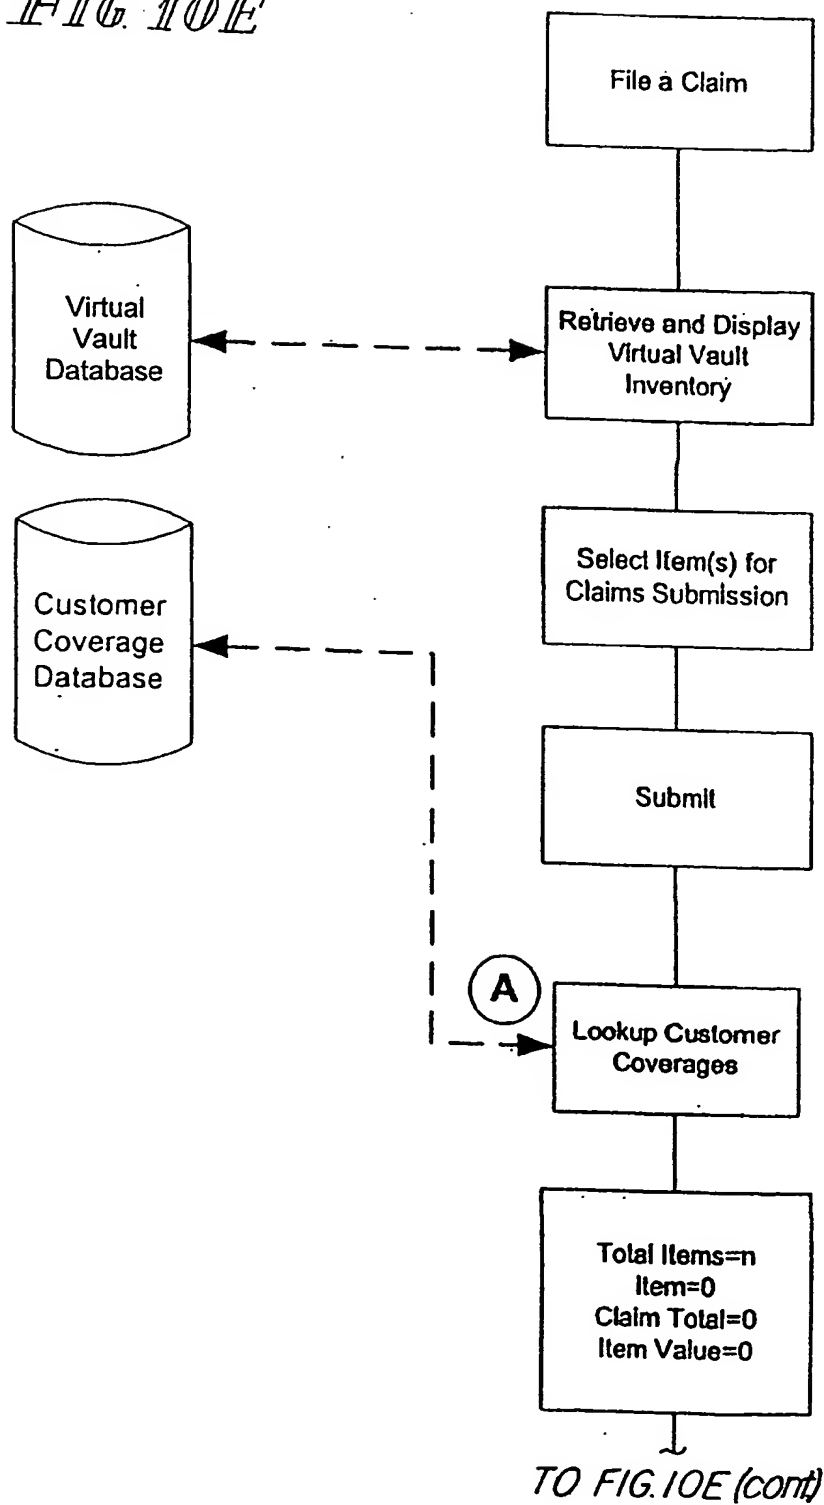 FIG. 10E
File a Claim
Virtual
Vault
Database
Retrieve and Display
Virtual Vault
Inventory
Select Item(s) for
Claims Submission
Customer
Coverage
Database
Submit
A
Lookup Customer
Coverages
Total Items=n
Item=0
Claim Total=0
Item Value=0
TO FIG. 10E (cont)